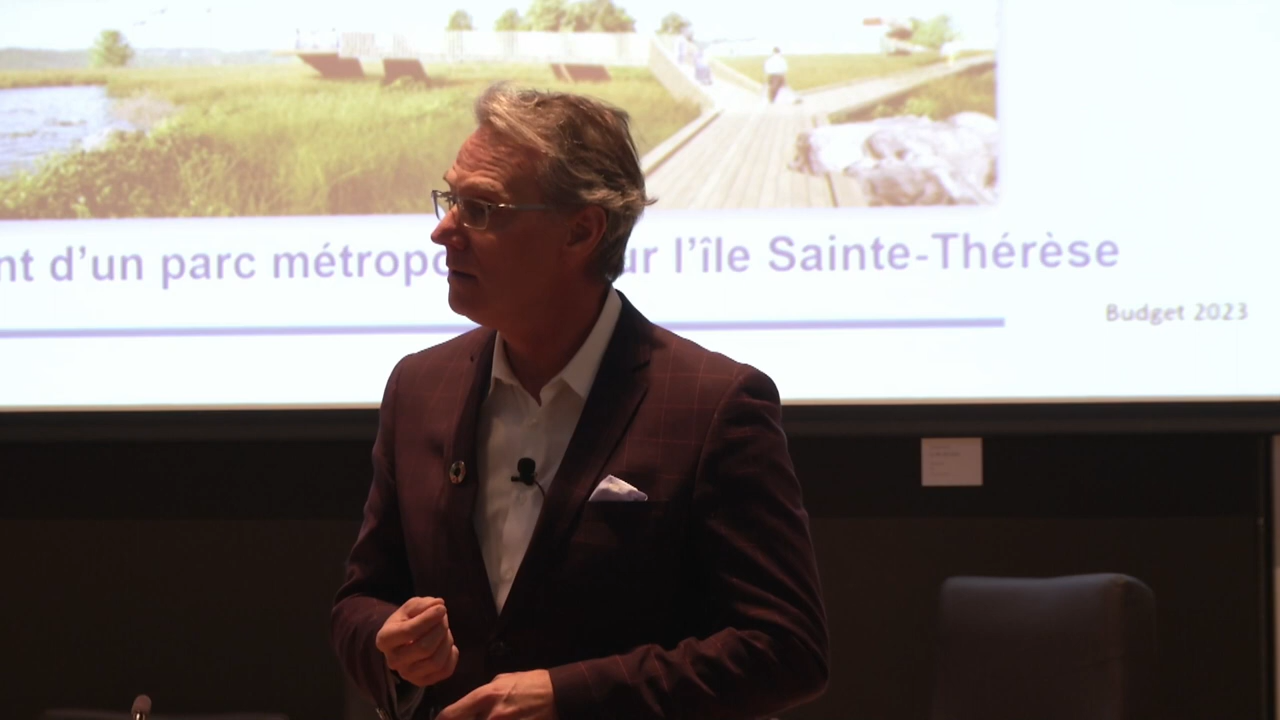 nt d’un parc métropo ur l’île Sainte-Thérèse
Budget 2023